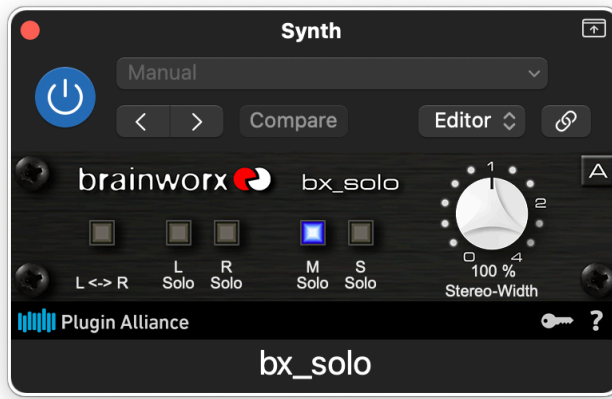 Synth
Manual
Compare
Editor
brainworx bx_solo
A
1
2
0 4
L <-> R
L Solo
R Solo
M Solo
S Solo
100 %
Stereo-Width
Plugin Alliance
?
bx_solo